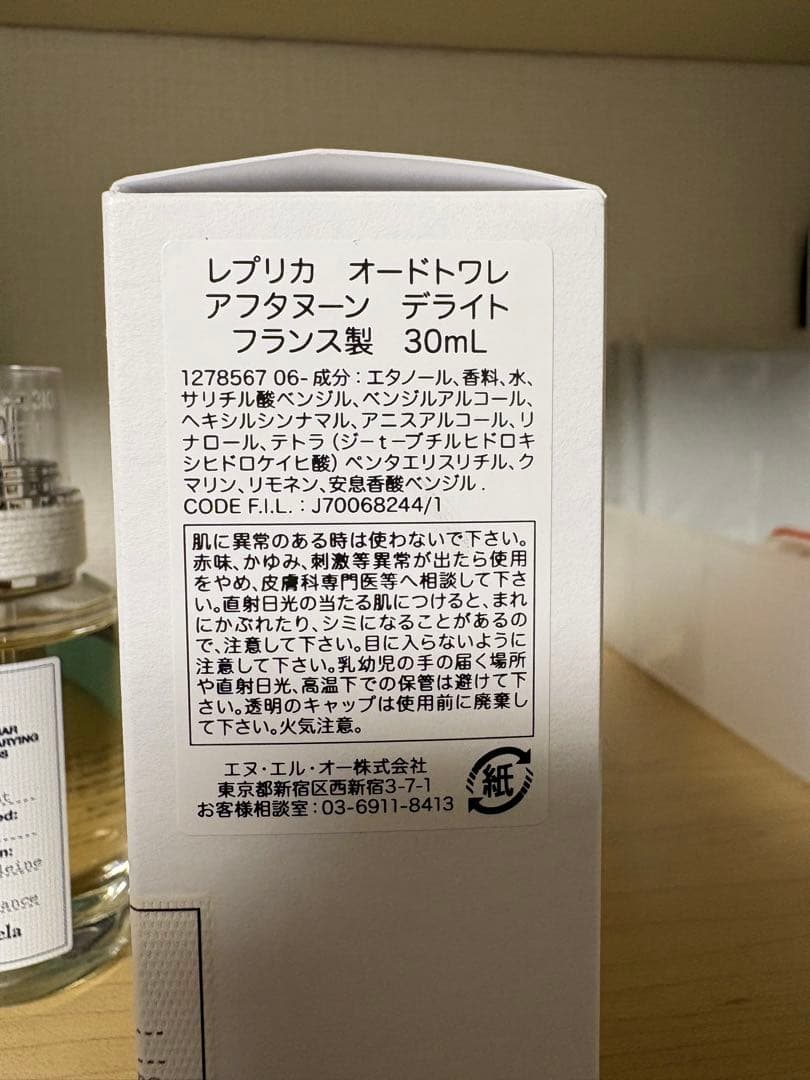 レプリカ　オードトワレ
アフタヌーン　デライト
フランス製　30mL
1278567 06- 成分：エタノール、香料、水、
サリチル酸ベンジル、ベンジルアルコール、
ヘキシルシンナマル、アニスアルコール、リ
ナロール、テトラ（ジーｔーブチルヒドロキ
シヒドロケイヒ酸）ペンタエリスリチル、ク
マリン、リモネン、安息香酸ベンジル .
CODE F.I.L. : J70068244/1
肌に異常のある時は使わないで下さい。
赤味、かゆみ、刺激等異常が出たら使用
をやめ、皮膚科専門医等へ相談して下さ
い。直射日光の当たる肌につけると、まれ
にかぶれたり、シミになることがあるの
で、注意して下さい。目に入らないように
注意して下さい。乳幼児の手の届く場所
や直射日光、高温下での保管は避けて下
さい。透明のキャップは使用前に廃棄し
て下さい。火気注意。
エヌ・エル・オー株式会社
東京都新宿区西新宿3-7-1
お客様相談室：03-6911-8413
紙